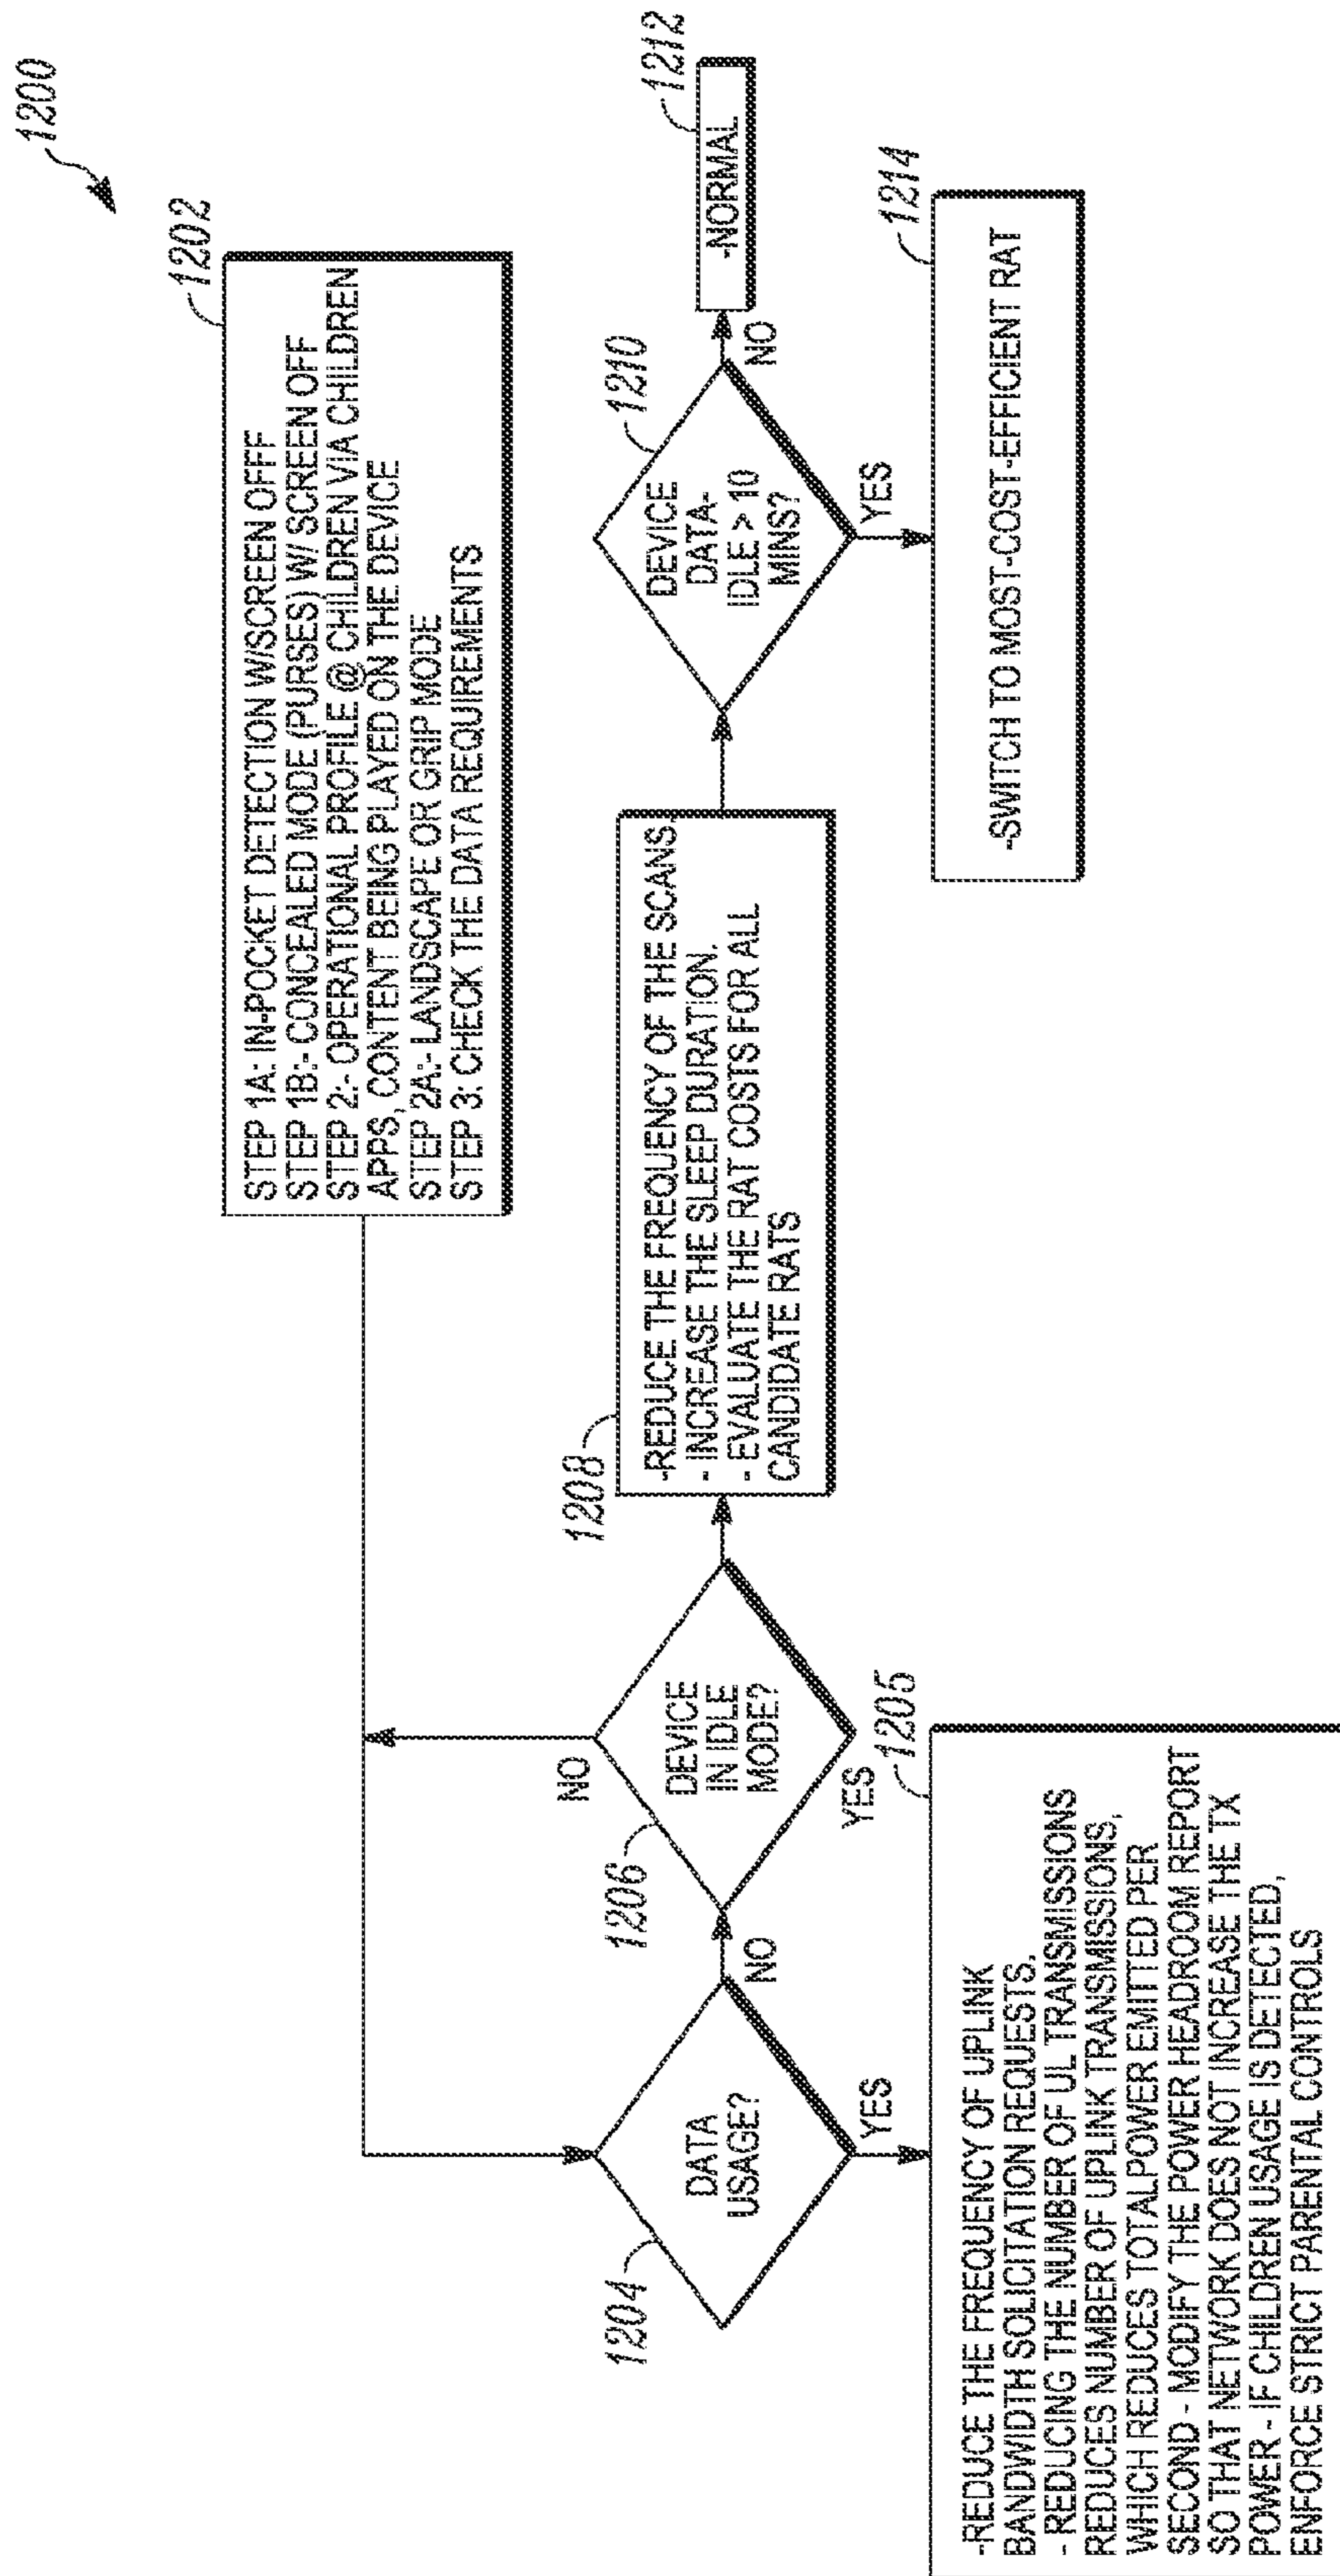 1200
1202
STEP 1A: IN-POCKET DETECTION W/SCREEN OFFF
STEP 1B:- CONCEALED MODE (PURSES) W/ SCREEN OFF
STEP 2:- OPERATIONAL PROFILE @ CHILDREN VIA CHILDREN
APPS, CONTENT BEING PLAYED ON THE DEVICE
STEP 2A:- LANDSCAPE OR GRIP MODE
STEP 3: CHECK THE DATA REQUIREMENTS
1204
DATA
USAGE?
NO
YES
1205
-REDUCE THE FREQUENCY OF UPLINK
BANDWIDTH SOLICITATION REQUESTS.
- REDUCING THE NUMBER OF UL TRANSMISSIONS
REDUCES NUMBER OF UPLINK TRANSMISSIONS,
WHICH REDUCES TOTALPOWER EMITTED PER
SECOND - MODIFY THE POWER HEADROOM REPORT
SO THAT NETWORK DOES NOT INCREASE THE TX
POWER - IF CHILDREN USAGE IS DETECTED,
ENFORCE STRICT PARENTAL CONTROLS
1206
DEVICE
IN IDLE
MODE?
NO
YES
1208
-REDUCE THE FREQUENCY OF THE SCANS,
- INCREASE THE SLEEP DURATION.
- EVALUATE THE RAT COSTS FOR ALL
CANDIDATE RATS
1210
DEVICE
DATA-
IDLE > 10
MINS?
NO
YES
1212
-NORMAL
1214
-SWITCH TO MOST-COST-EFFICIENT RAT